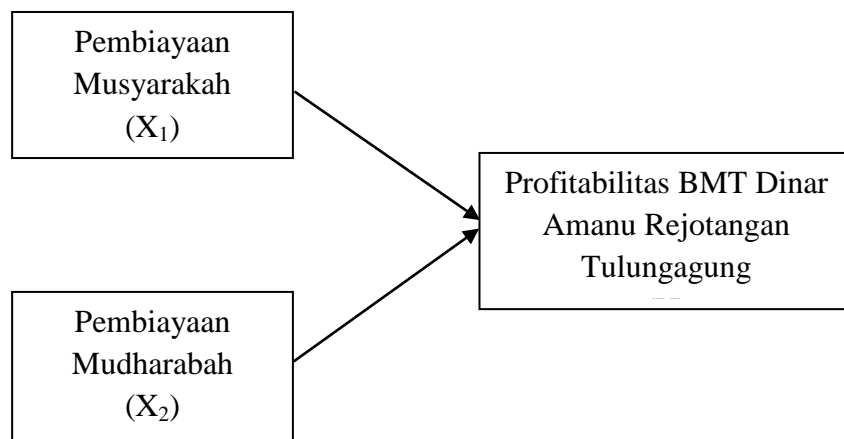 Pembiayaan
Musyarakah
(X₁)
Profitabilitas BMT Dinar
Amanu Rejotangan
Tulungagung
Pembiayaan
Mudharabah
(X₂)